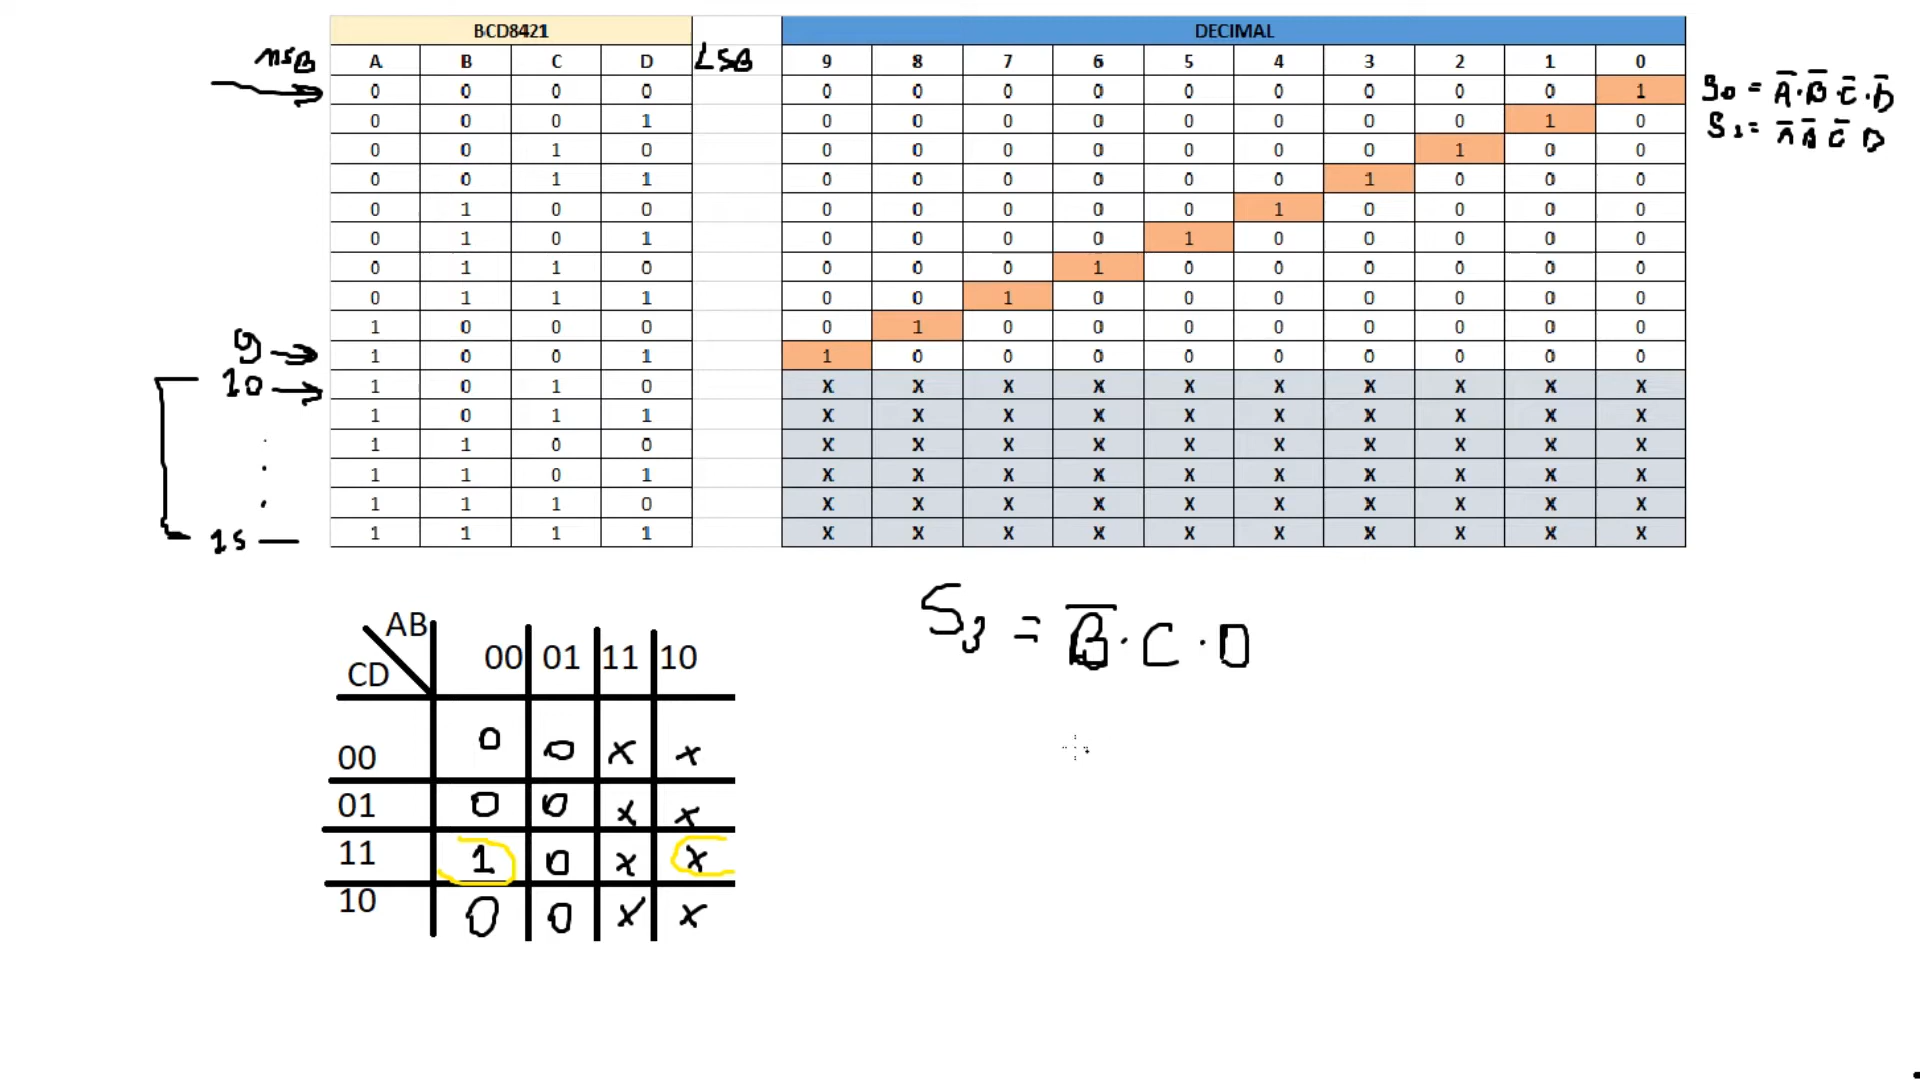 BCD8421 DECIMAL
MSB A B C D LSB 9 8 7 6 5 4 3 2 1 0
0 0 0 0 0 0 0 0 0 0 0 0 0 1 S0 = A̅·B̅·C̅·D̅
0 0 0 1 0 0 0 0 0 0 0 0 1 0 S1 = A̅ B̅ C̅ D
0 0 1 0 0 0 0 0 0 0 0 1 0 0
0 0 1 1 0 0 0 0 0 0 1 0 0 0
0 1 0 0 0 0 0 0 0 1 0 0 0 0
0 1 0 1 0 0 0 0 1 0 0 0 0 0
0 1 1 0 0 0 0 1 0 0 0 0 0 0
0 1 1 1 0 0 1 0 0 0 0 0 0 0
1 0 0 0 0 1 0 0 0 0 0 0 0 0
9 1 0 0 1 1 0 0 0 0 0 0 0 0 0
10 1 0 1 0 X X X X X X X X X X
1 0 1 1 X X X X X X X X X X
1 1 0 0 X X X X X X X X X X
1 1 0 1 X X X X X X X X X X
1 1 1 0 X X X X X X X X X X
15 1 1 1 1 X X X X X X X X X X
S3 = B̅·C·D
AB
CD 00 01 11 10
00 0 0 x x
01 0 0 x x
11 1 0 x x
10 0 0 x x